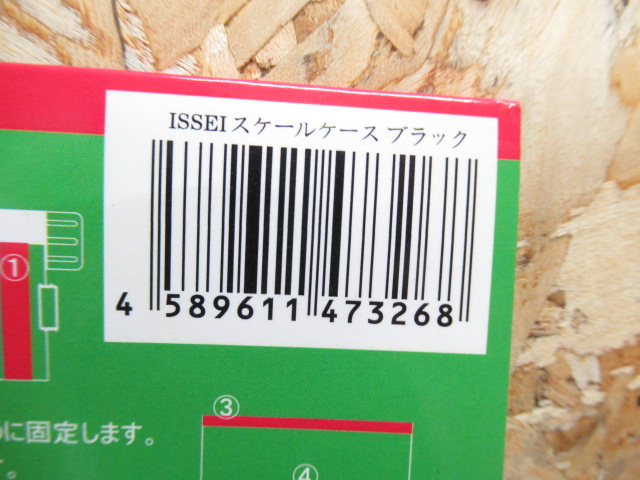 ISSEIスケールケース ブラック
4 589611 473268
①
に固定します。
③
す。
④